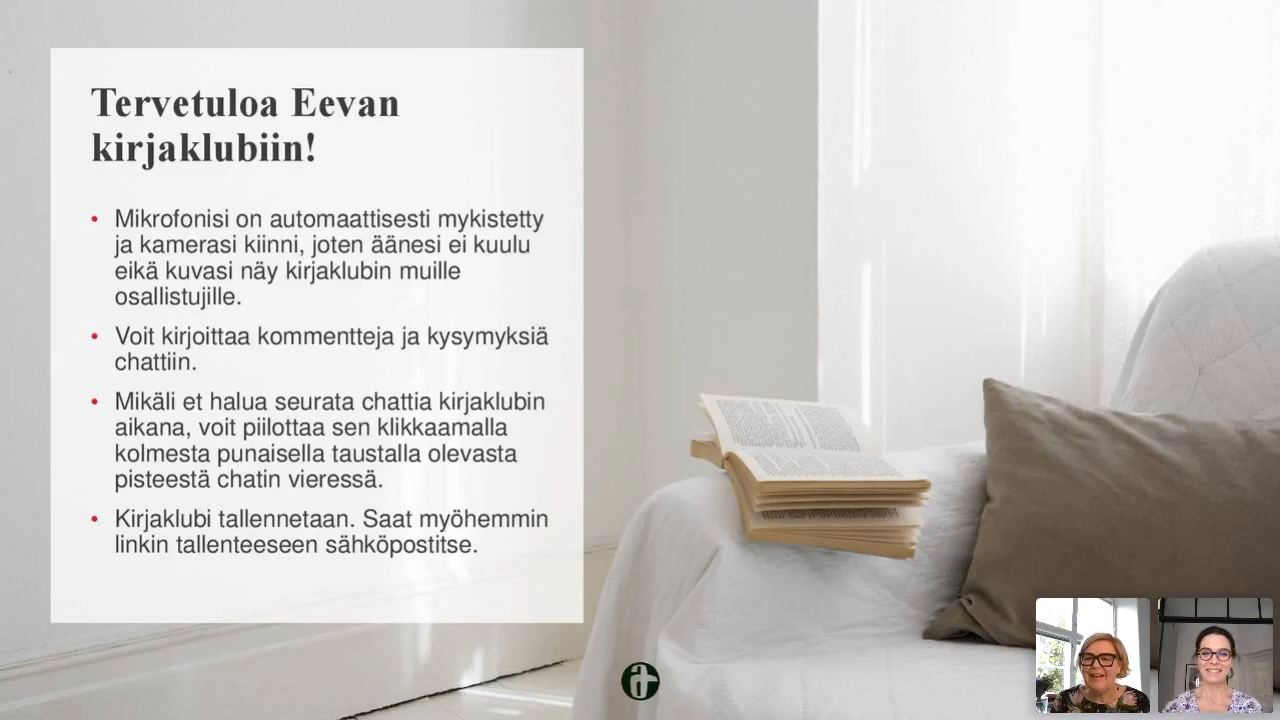 Tervetuloa Eevan
kirjaklubiin!
• Mikrofonisi on automaattisesti mykistetty
ja kamerasi kiinni, joten äänesi ei kuulu
eikä kuvasi näy kirjaklubin muille
osallistujille.
• Voit kirjoittaa kommentteja ja kysymyksiä
chattiin.
• Mikäli et halua seurata chattia kirjaklubin
aikana, voit piilottaa sen klikkaamalla
kolmesta punaisella taustalla olevasta
pisteestä chatin vieressä.
• Kirjaklubi tallennetaan. Saat myöhemmin
linkin tallenteeseen sähköpostitse.